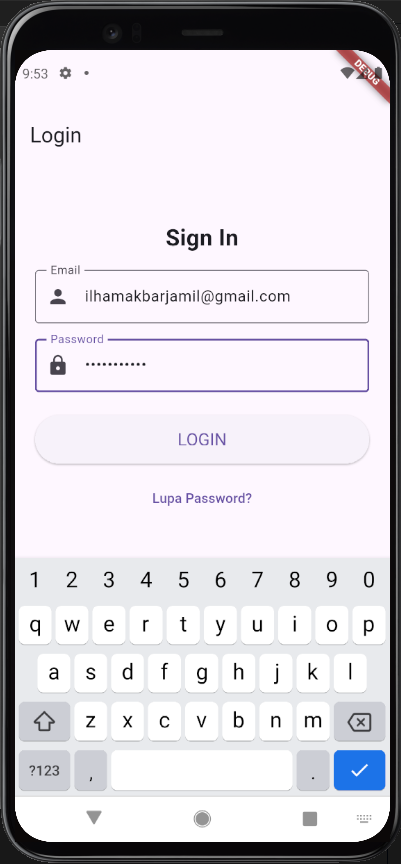 9:53
DEBUG
Login
Sign In
Email
ilhamakbarjamil@gmail.com
Password
•••••••••••
LOGIN
Lupa Password?
1 2 3 4 5 6 7 8 9 0
q w e r t y u i o p
a s d f g h j k l
z x c v b n m
?123 , .